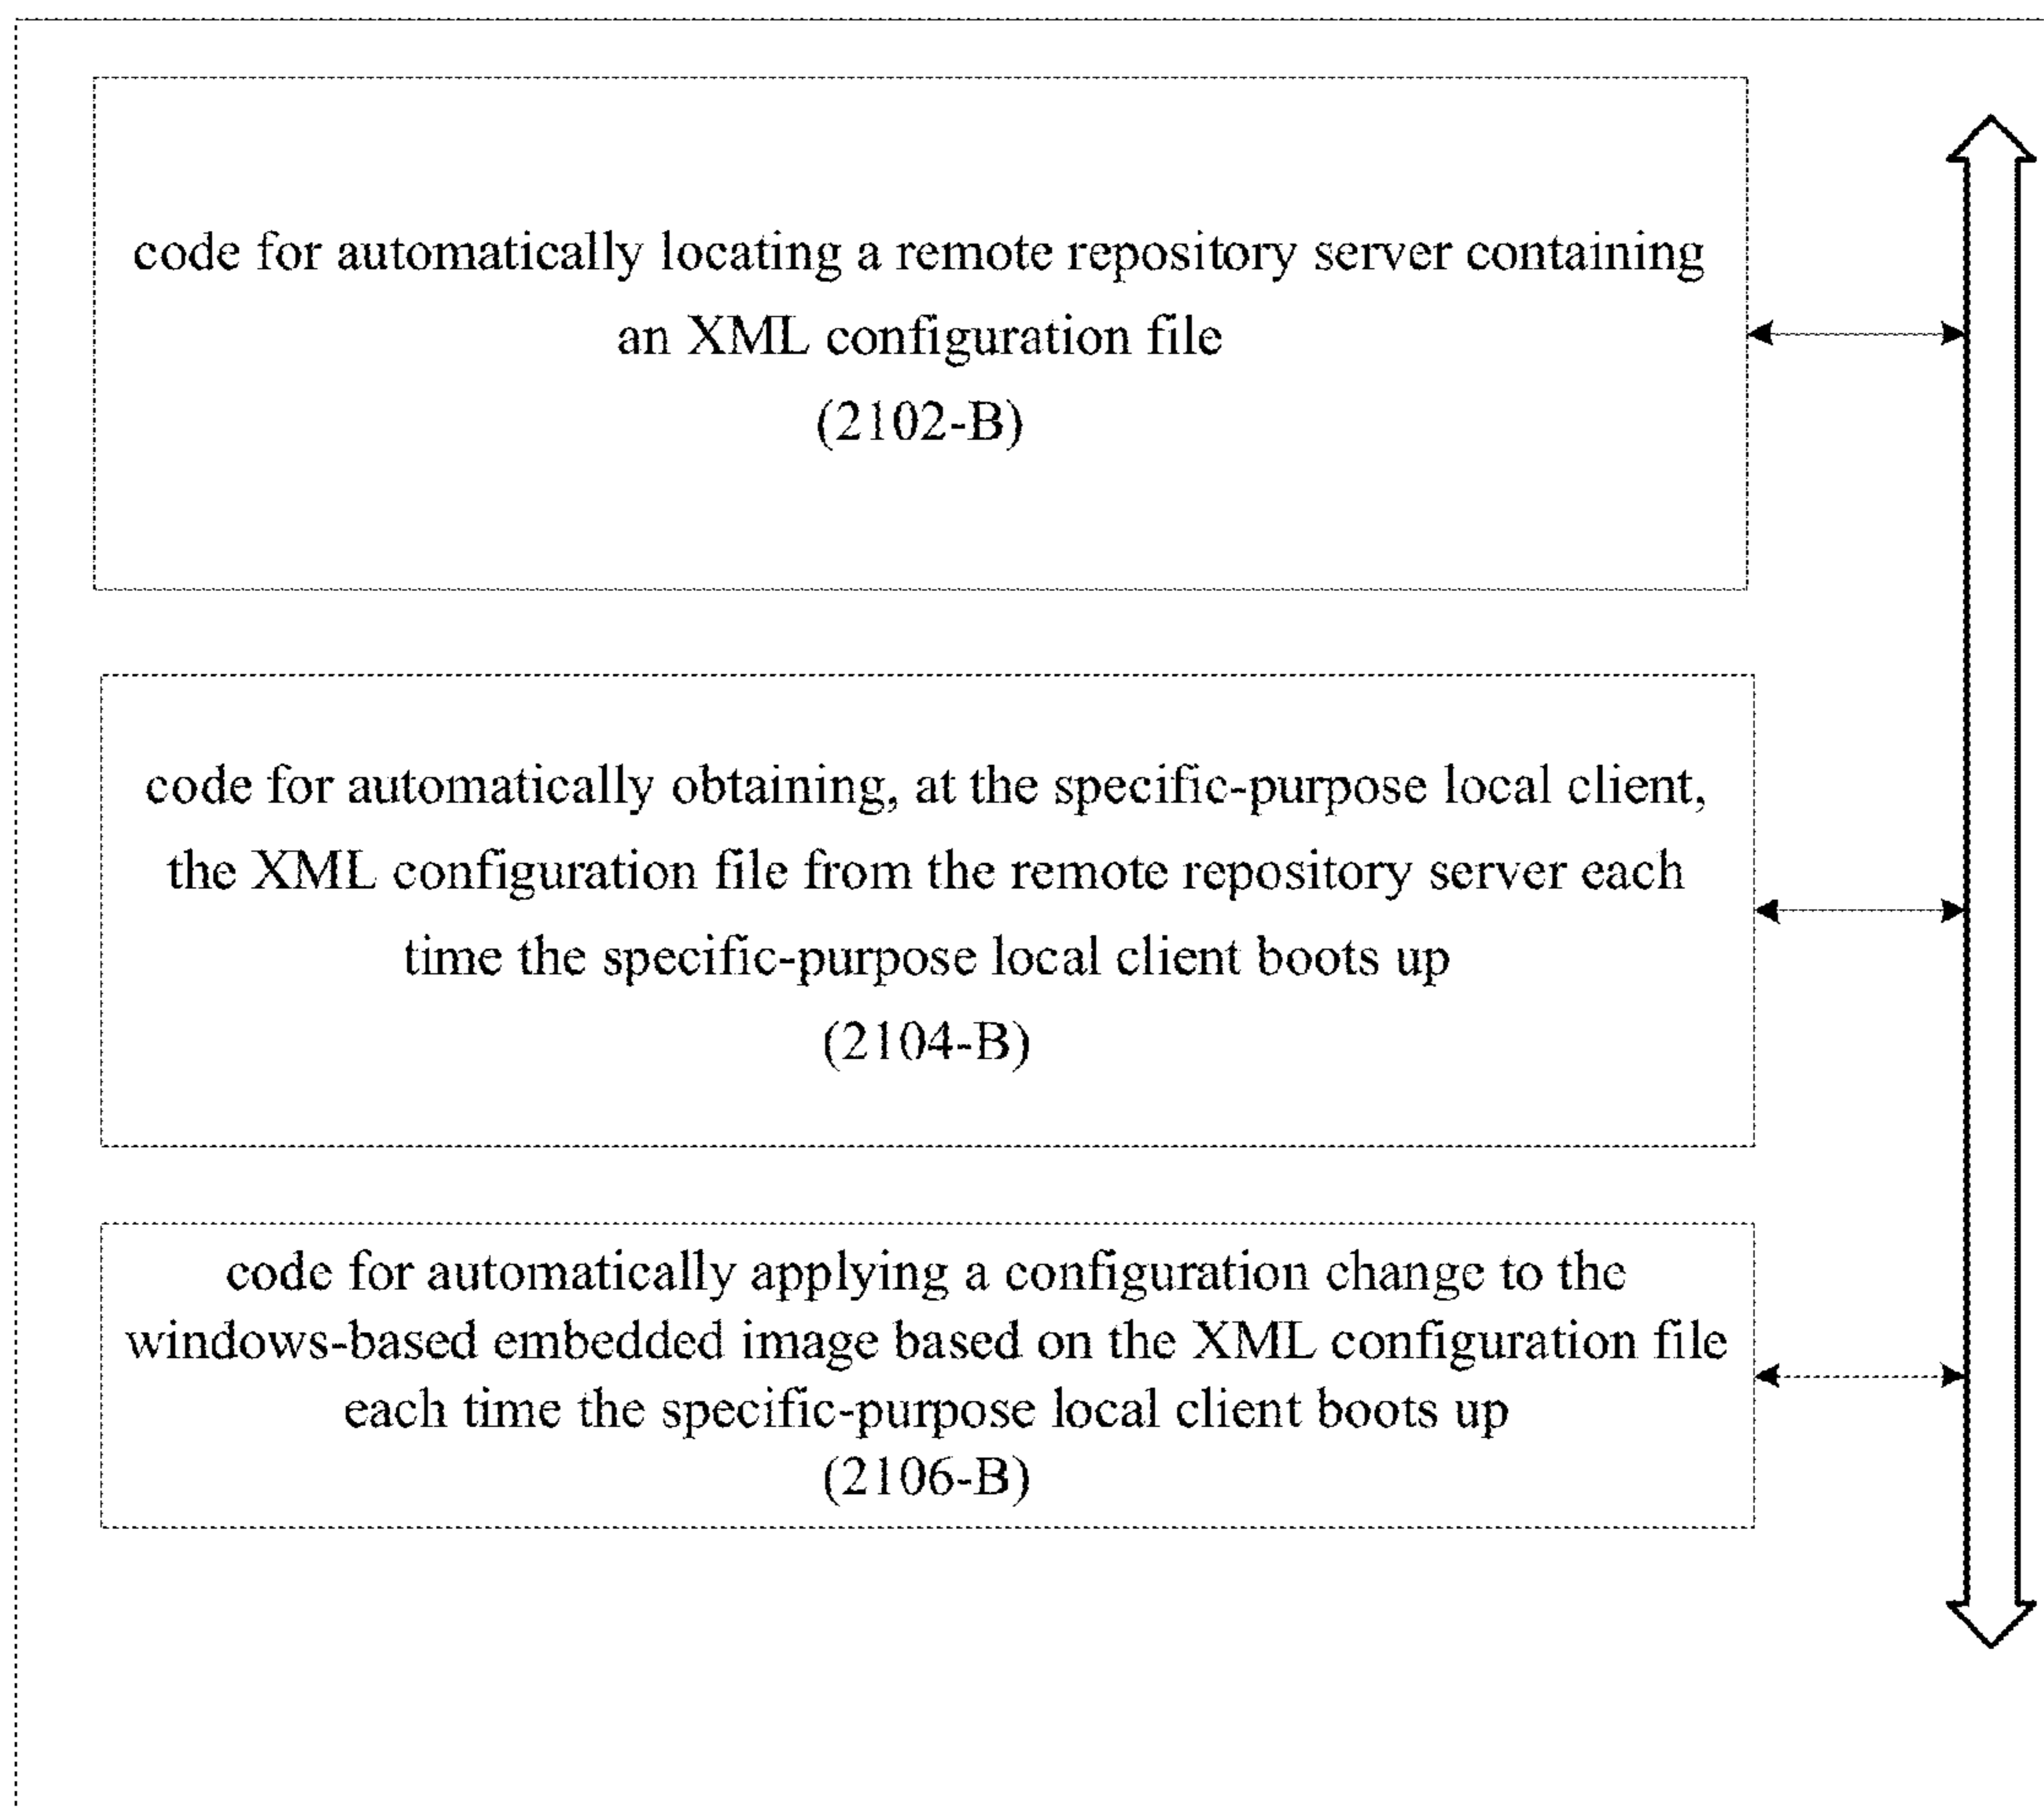 code for automatically locating a remote repository server containing
an XML configuration file
(2102-B)
code for automatically obtaining, at the specific-purpose local client,
the XML configuration file from the remote repository server each
time the specific-purpose local client boots up
(2104-B)
code for automatically applying a configuration change to the
windows-based embedded image based on the XML configuration file
each time the specific-purpose local client boots up
(2106-B)